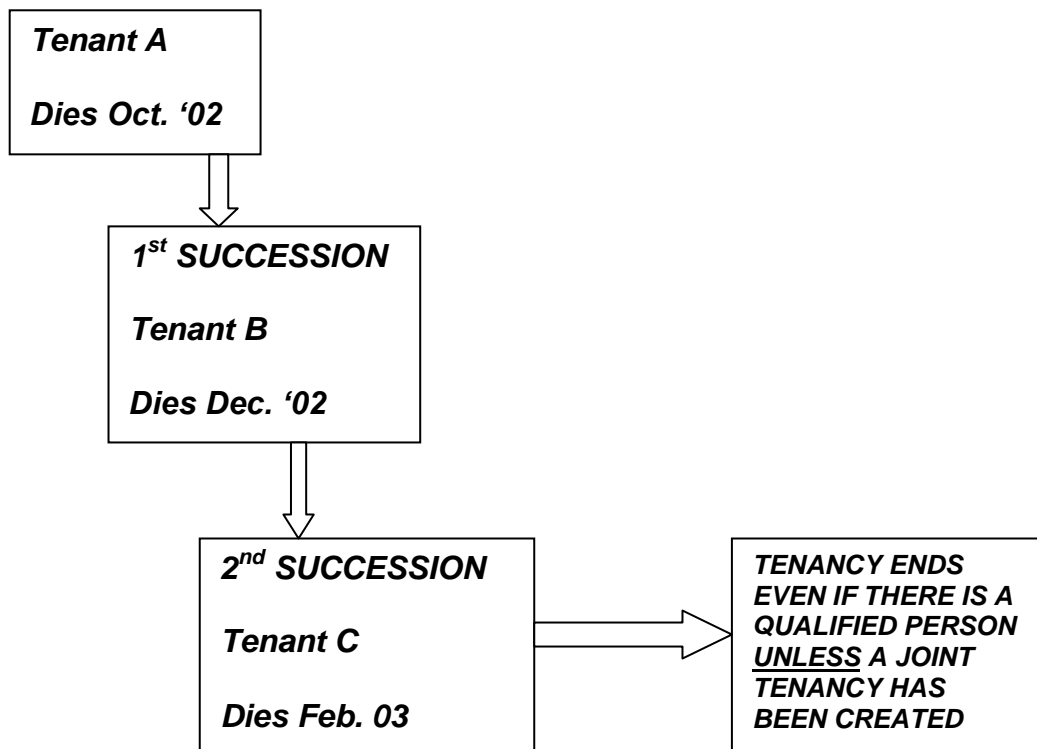 Tenant A
Dies Oct. ‘02
1st SUCCESSION
Tenant B
Dies Dec. ‘02
2nd SUCCESSION
Tenant C
Dies Feb. 03
TENANCY ENDS
EVEN IF THERE IS A
QUALIFIED PERSON
UNLESS A JOINT
TENANCY HAS
BEEN CREATED